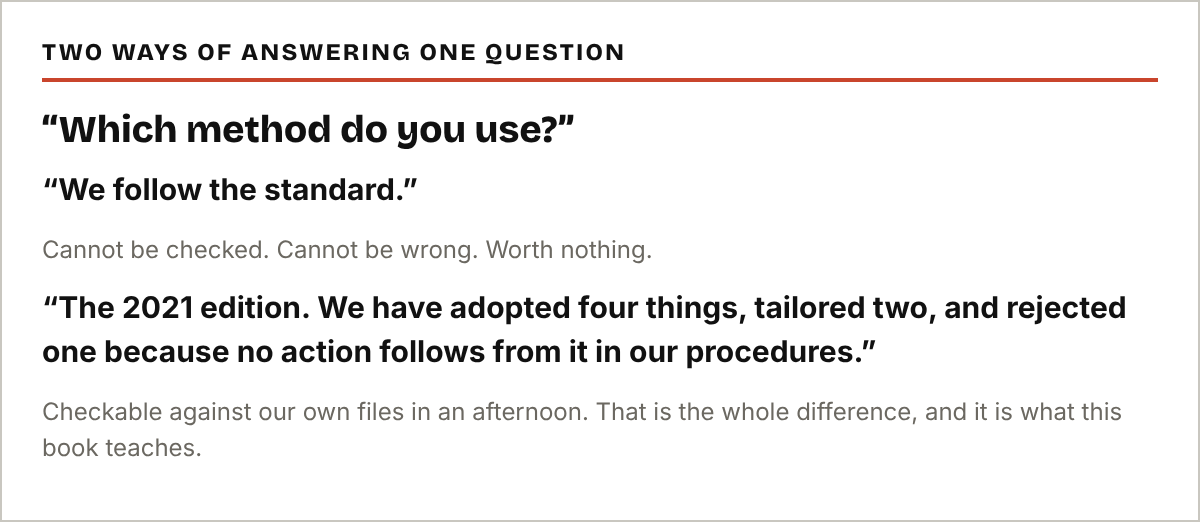 TWO WAYS OF ANSWERING ONE QUESTION
“Which method do you use?”
“We follow the standard.”
Cannot be checked. Cannot be wrong. Worth nothing.
“The 2021 edition. We have adopted four things, tailored two, and rejected
one because no action follows from it in our procedures.”
Checkable against our own files in an afternoon. That is the whole difference, and it is what this
book teaches.